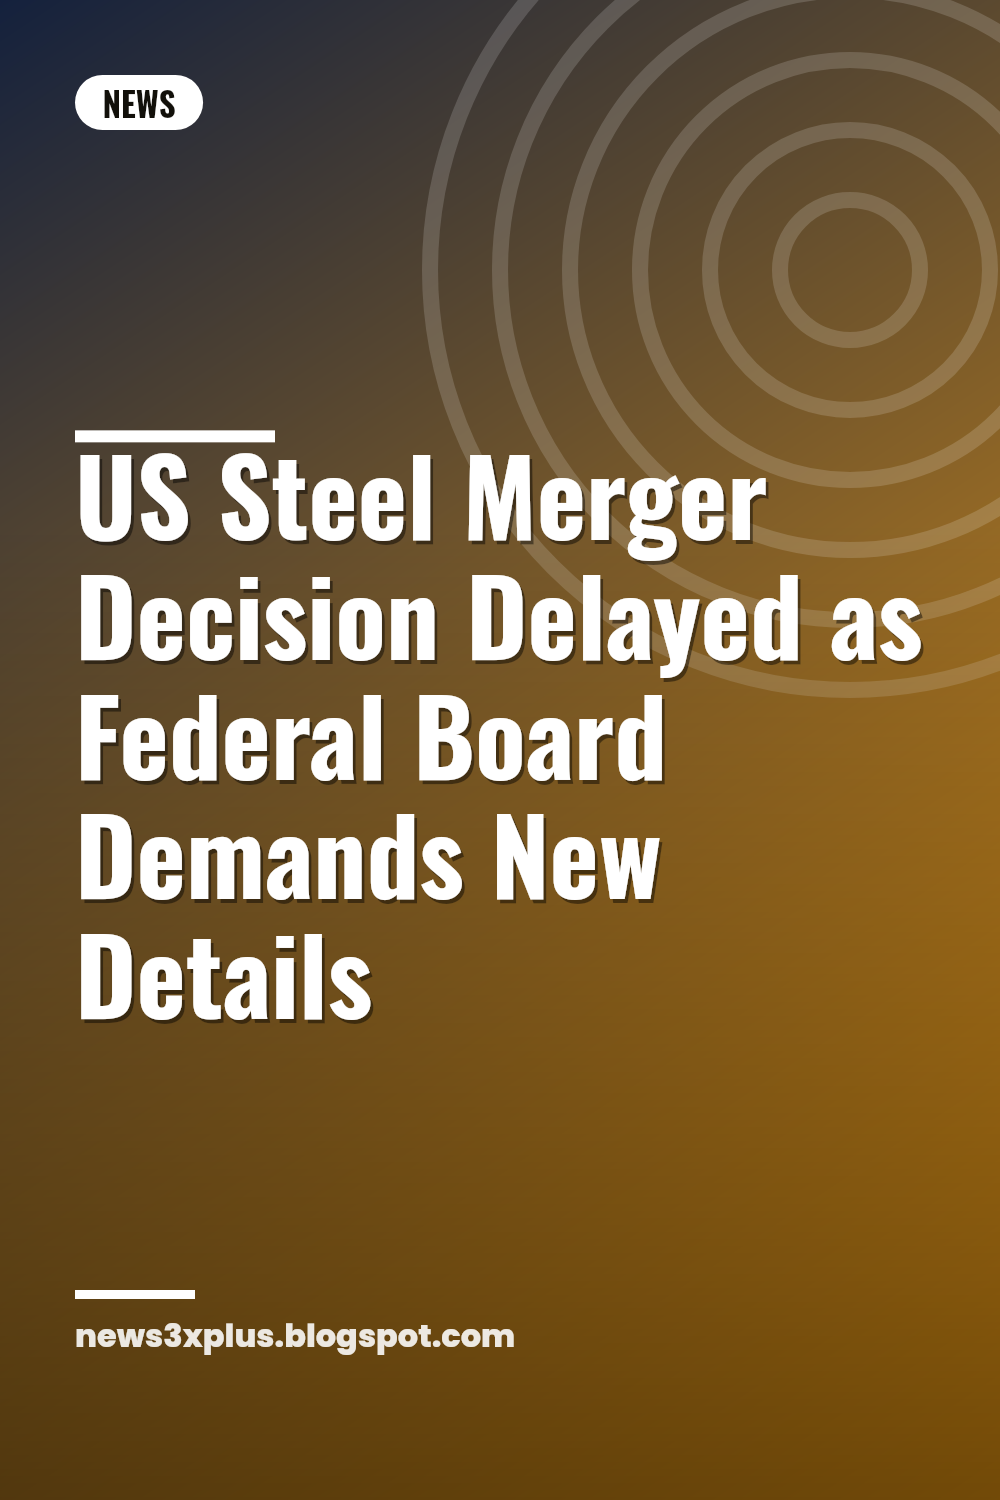 NEWS
US Steel Merger
Decision Delayed as
Federal Board
Demands New
Details
news3xplus.blogspot.com